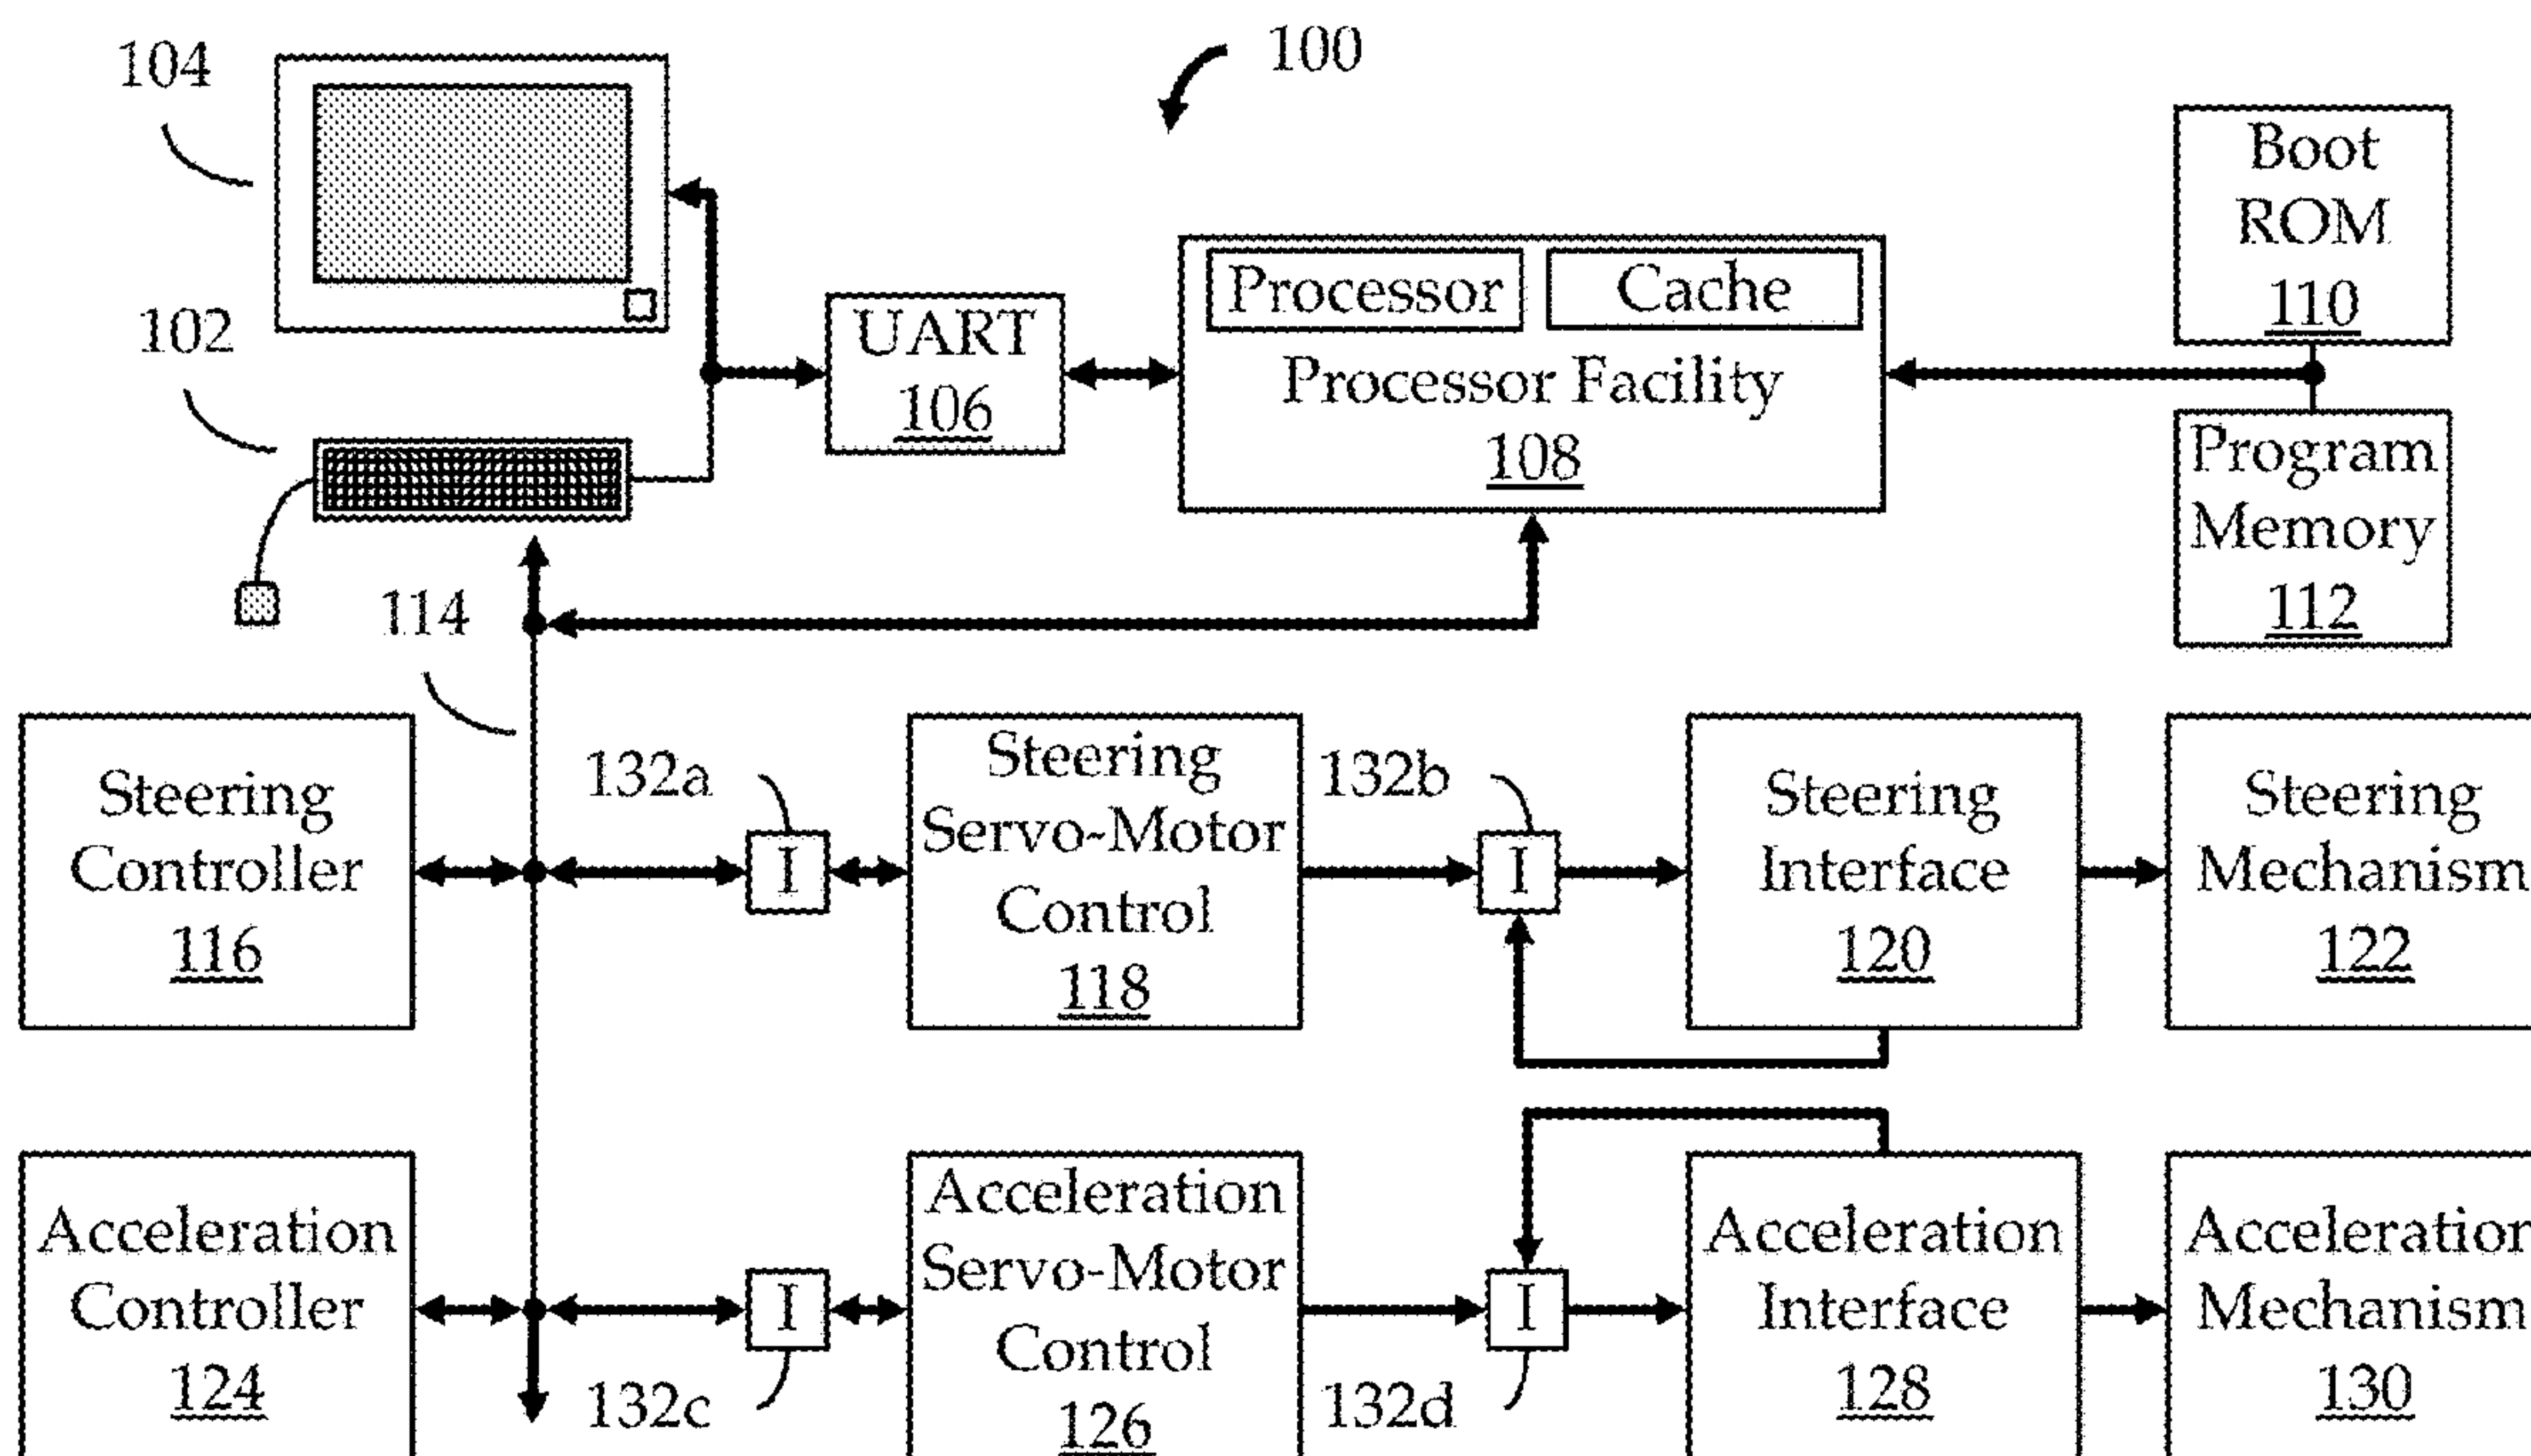 104
100
102
Boot
ROM
110
Processor
Cache
UART
106
Processor Facility
108
Program
Memory
112
114
Steering
Controller
116
132a
I
Steering
Servo-Motor
Control
118
132b
I
Steering
Interface
120
Steering
Mechanism
122
Acceleration
Controller
124
132c
I
Acceleration
Servo-Motor
Control
126
132d
I
Acceleration
Interface
128
Acceleration
Mechanism
130